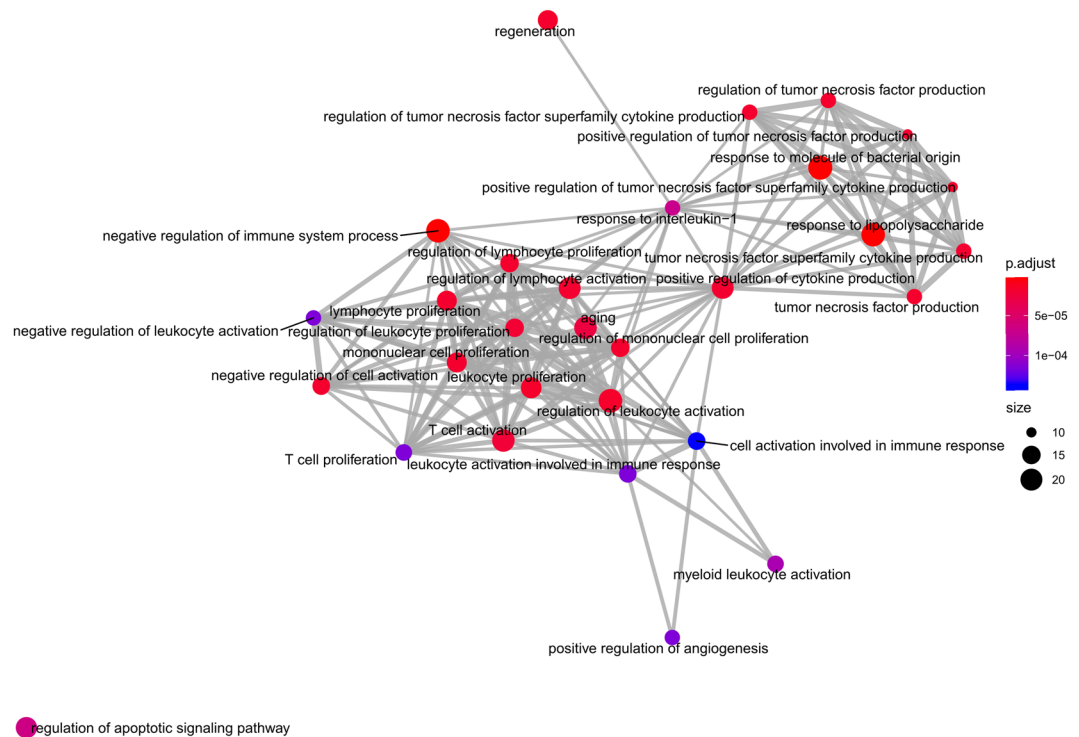 regeneration
regulation of tumor necrosis factor production
regulation of tumor necrosis factor superfamily cytokine production
positive regulation of tumor necrosis factor production
response to molecule of bacterial origin
positive regulation of tumor necrosis factor superfamily cytokine production
response to interleukin−1
response to lipopolysaccharide
negative regulation of immune system process
regulation of lymphocyte proliferation
tumor necrosis factor superfamily cytokine production
p.adjust
regulation of lymphocyte activation
positive regulation of cytokine production
tumor necrosis factor production
lymphocyte proliferation
5e−05
aging
negative regulation of leukocyte activation
regulation of leukocyte proliferation
regulation of mononuclear cell proliferation
mononuclear cell proliferation
1e−04
negative regulation of cell activation
leukocyte proliferation
size
regulation of leukocyte activation
T cell activation
10
cell activation involved in immune response
15
T cell proliferation
leukocyte activation involved in immune response
20
myeloid leukocyte activation
positive regulation of angiogenesis
regulation of apoptotic signaling pathway